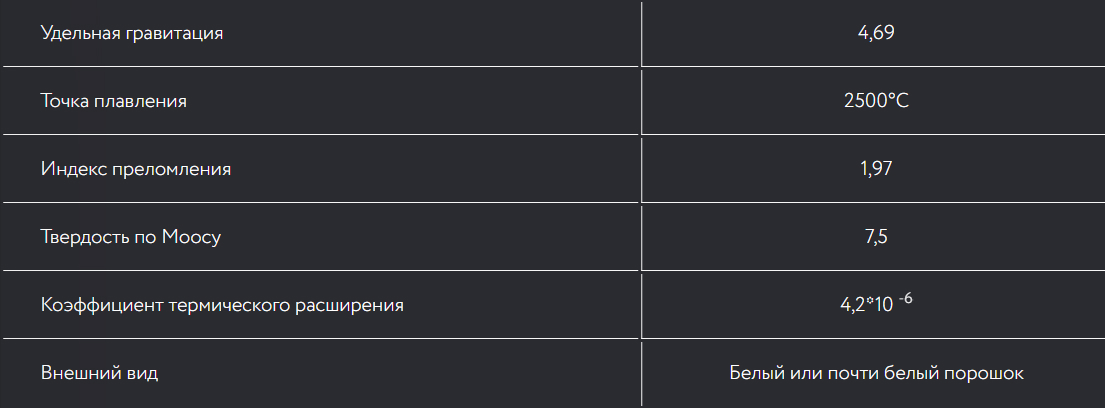 Удельная гравитация 4,69
Точка плавления 2500°C
Индекс преломления 1,97
Твердость по Моосу 7,5
Коэффициент термического расширения 4,2*10 -6
Внешний вид Белый или почти белый порошок